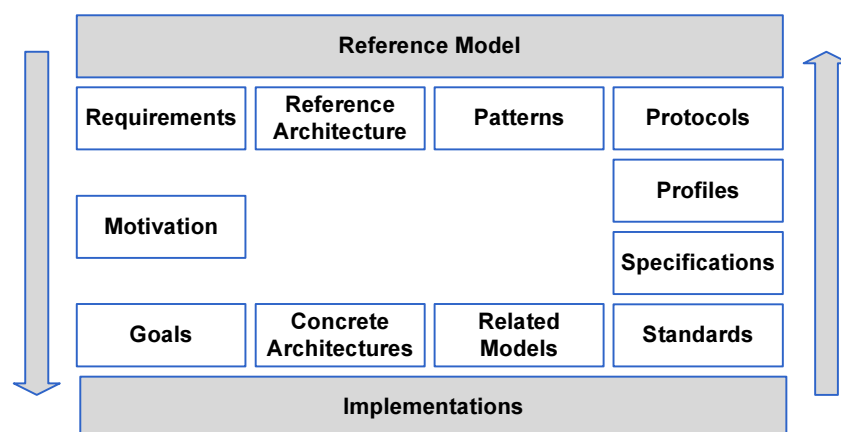 Reference Model
Requirements
Reference
Architecture
Patterns
Protocols
Profiles
Motivation
Specifications
Goals
Concrete
Architectures
Related
Models
Standards
Implementations